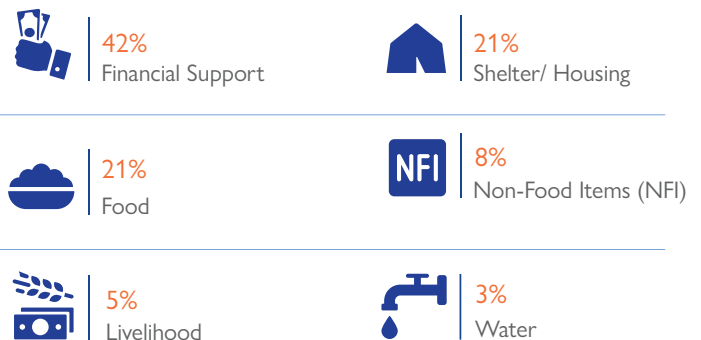 42%
Financial Support
21%
Shelter/ Housing
21%
Food
NFI
8%
Non-Food Items (NFI)
5%
Livelihood
3%
Water